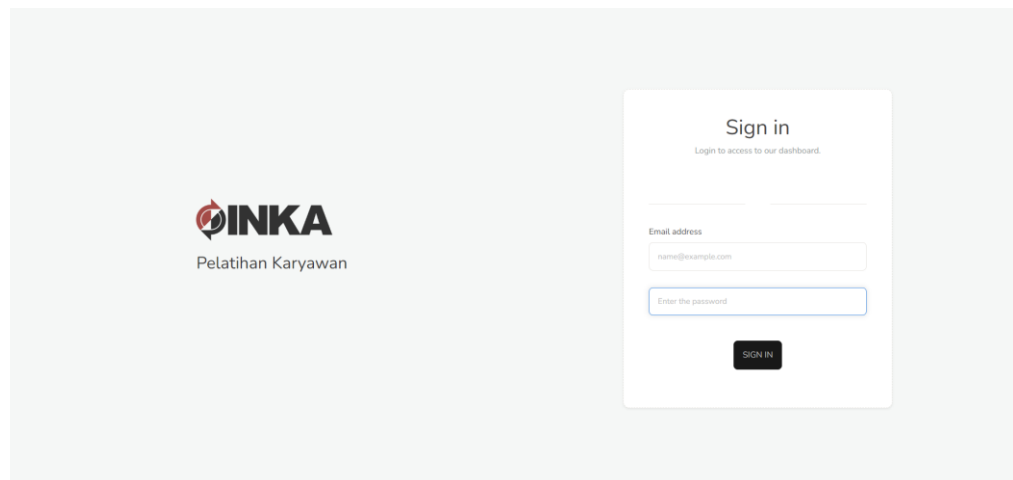 INKA
Pelatihan Karyawan
Sign in
Login to access to our dashboard.
Email address
name@example.com
Enter the password
SIGN IN